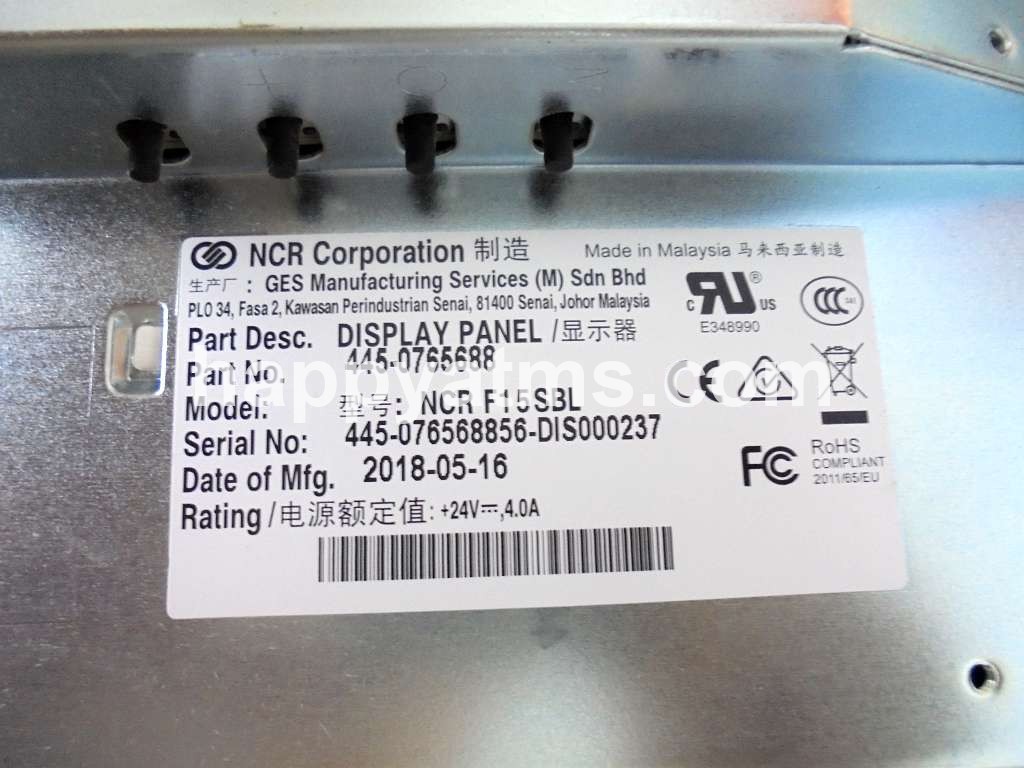 NCR Corporation 制造
Made in Malaysia 马来西亚制造
生产厂: GES Manufacturing Services (M) Sdn Bhd
PLO 34, Fasa 2, Kawasan Perindustrian Senai, 81400 Senai, Johor Malaysia
C RU US
E348990
CCC
Part Desc. DISPLAY PANEL /显示器
Part No. 445-0765688
happyatms.com
Model: 型号: NCR F15SBL
CE
Serial No: 445-076568856-DIS000237
Date of Mfg. 2018-05-16
FC
RoHS
COMPLIANT
2011/65/EU
Rating /电源额定值: +24V⎓,4.0A